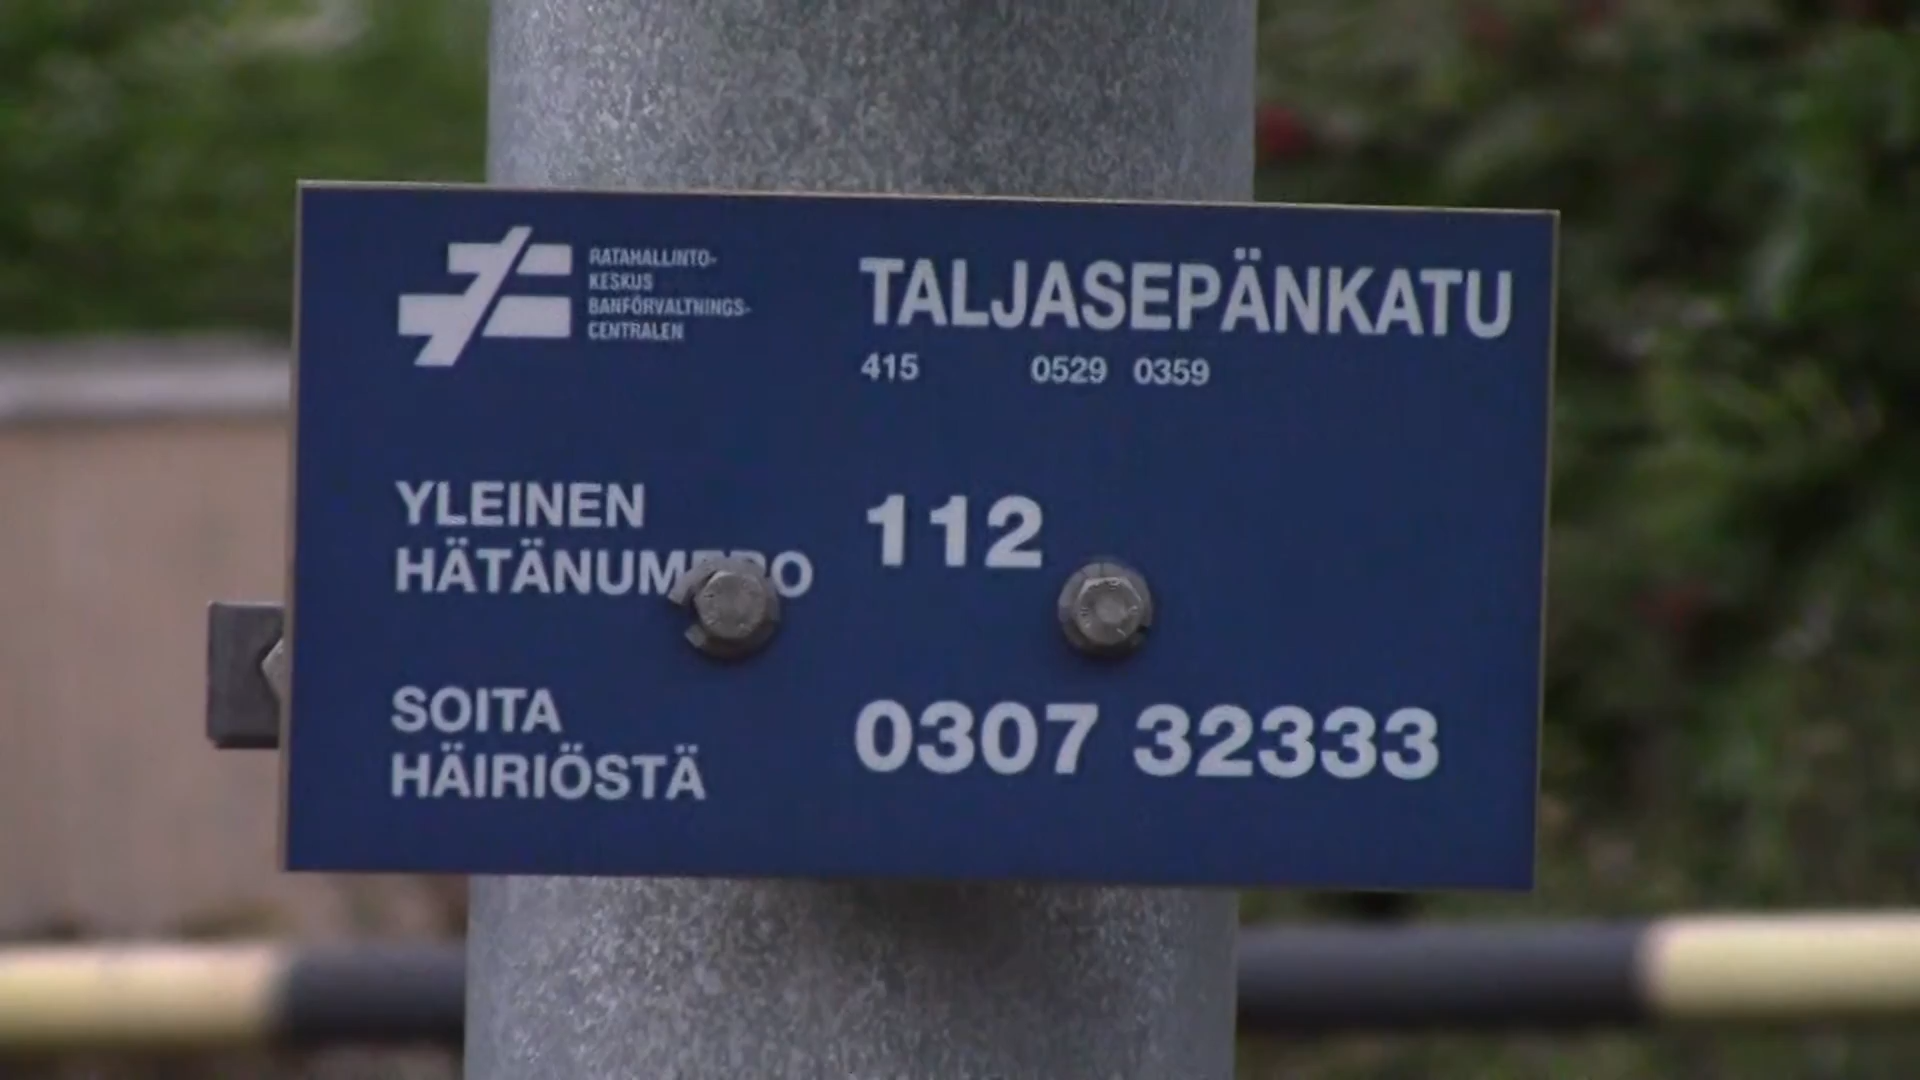 RATAHALLINTO-
KESKUS
BANFÖRVALTNINGS-
CENTRALEN
TALJASEPÄNKATU
415 0529 0359
YLEINEN
HÄTÄNUMERO
112
SOITA
HÄIRIÖSTÄ
0307 32333